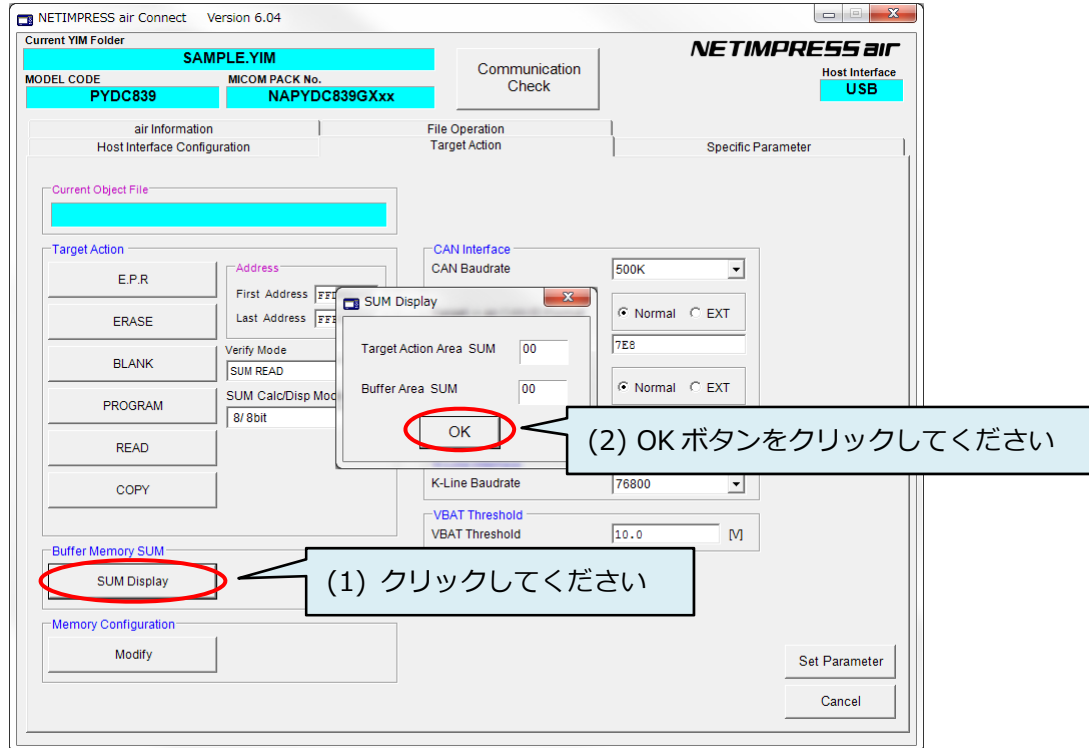 NETIMPRESS air Connect Version 6.04
Current YIM Folder
SAMPLE.YIM
MODEL CODE MICOM PACK No.
PYDC839 NAPYDC839GXxx
Communication
Check
NETIMPRESS air
Host Interface
USB
air Information File Operation
Host Interface Configuration Target Action Specific Parameter
Current Object File
Target Action
E.P.R
ERASE
BLANK
PROGRAM
READ
COPY
Address
First Address
Last Address
Verify Mode
SUM READ
SUM Calc/Disp
8/ 8bit
CAN Interface
CAN Baudrate 500K
Normal EXT
7E8
Normal EXT
SUM Display
Target Action Area SUM 00
Buffer Area SUM 00
OK
(2) OK ボタンをクリックしてください
K-Line Baudrate 76800
VBAT Threshold
VBAT Threshold 10.0 [V]
Buffer Memory SUM
SUM Display
(1) クリックしてください
Memory Configuration
Modify
Set Parameter
Cancel